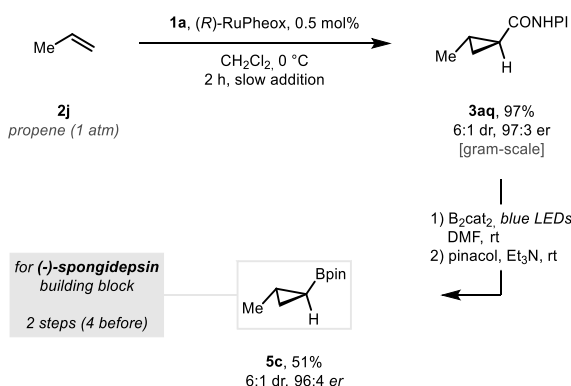 1a, (R)-RuPheox, 0.5 mol%
CH₂Cl₂, 0 °C
2 h, slow addition
Me
2j
propene (1 atm)
CONHPI
Me
H
3aq, 97%
6:1 dr, 97:3 er
[gram-scale]
1) B₂cat₂, blue LEDs
DMF, rt
2) pinacol, Et₃N, rt
for (-)-spongidepsin
building block
2 steps (4 before)
Bpin
Me
H
5c, 51%
6:1 dr, 96:4 er